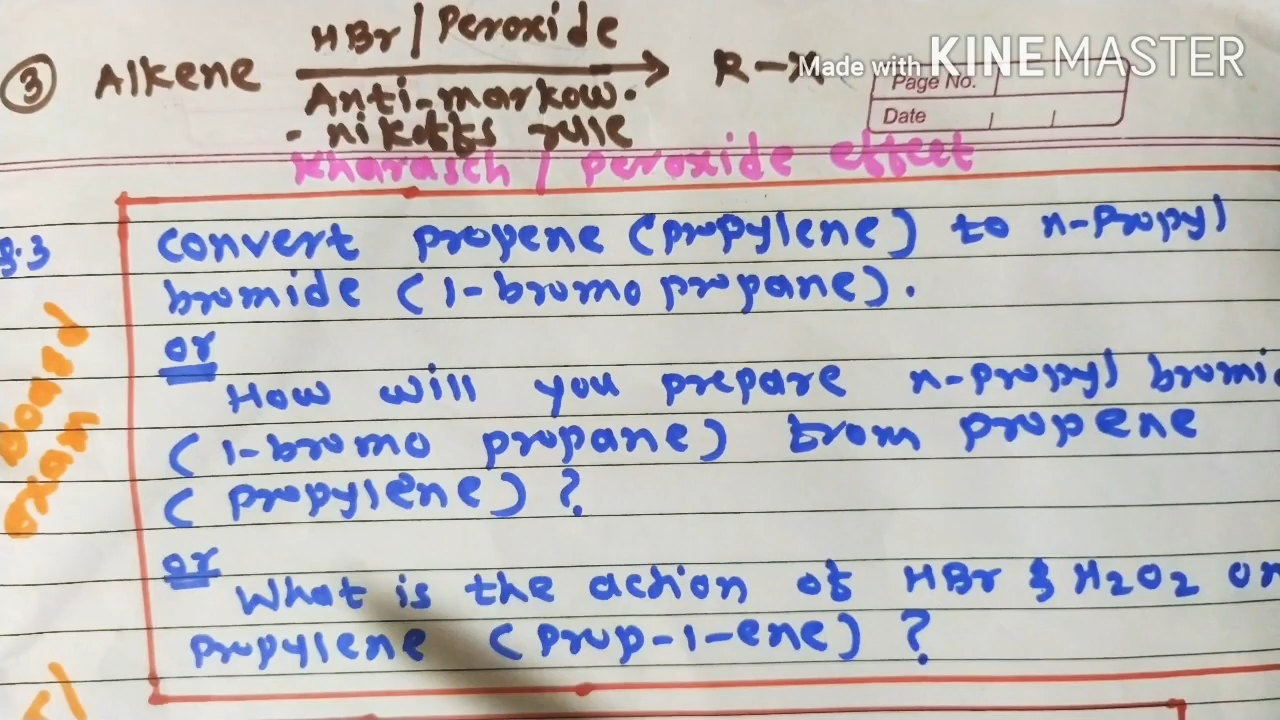 HBr / Peroxide
③ Alkene → R-X
Anti-markow-
-nikoffs rule
Made with KINEMASTER
Page No.
Date
Kharasch / peroxide effect
convert propene (propylene) to n-propyl
bromide (1-bromo propane).
or
How will you prepare n-propyl bromi
(1-bromo propane) from propene
(propylene) ?
or
What is the action of HBr & H2O2 on
propylene (prop-1-ene) ?
board
exam